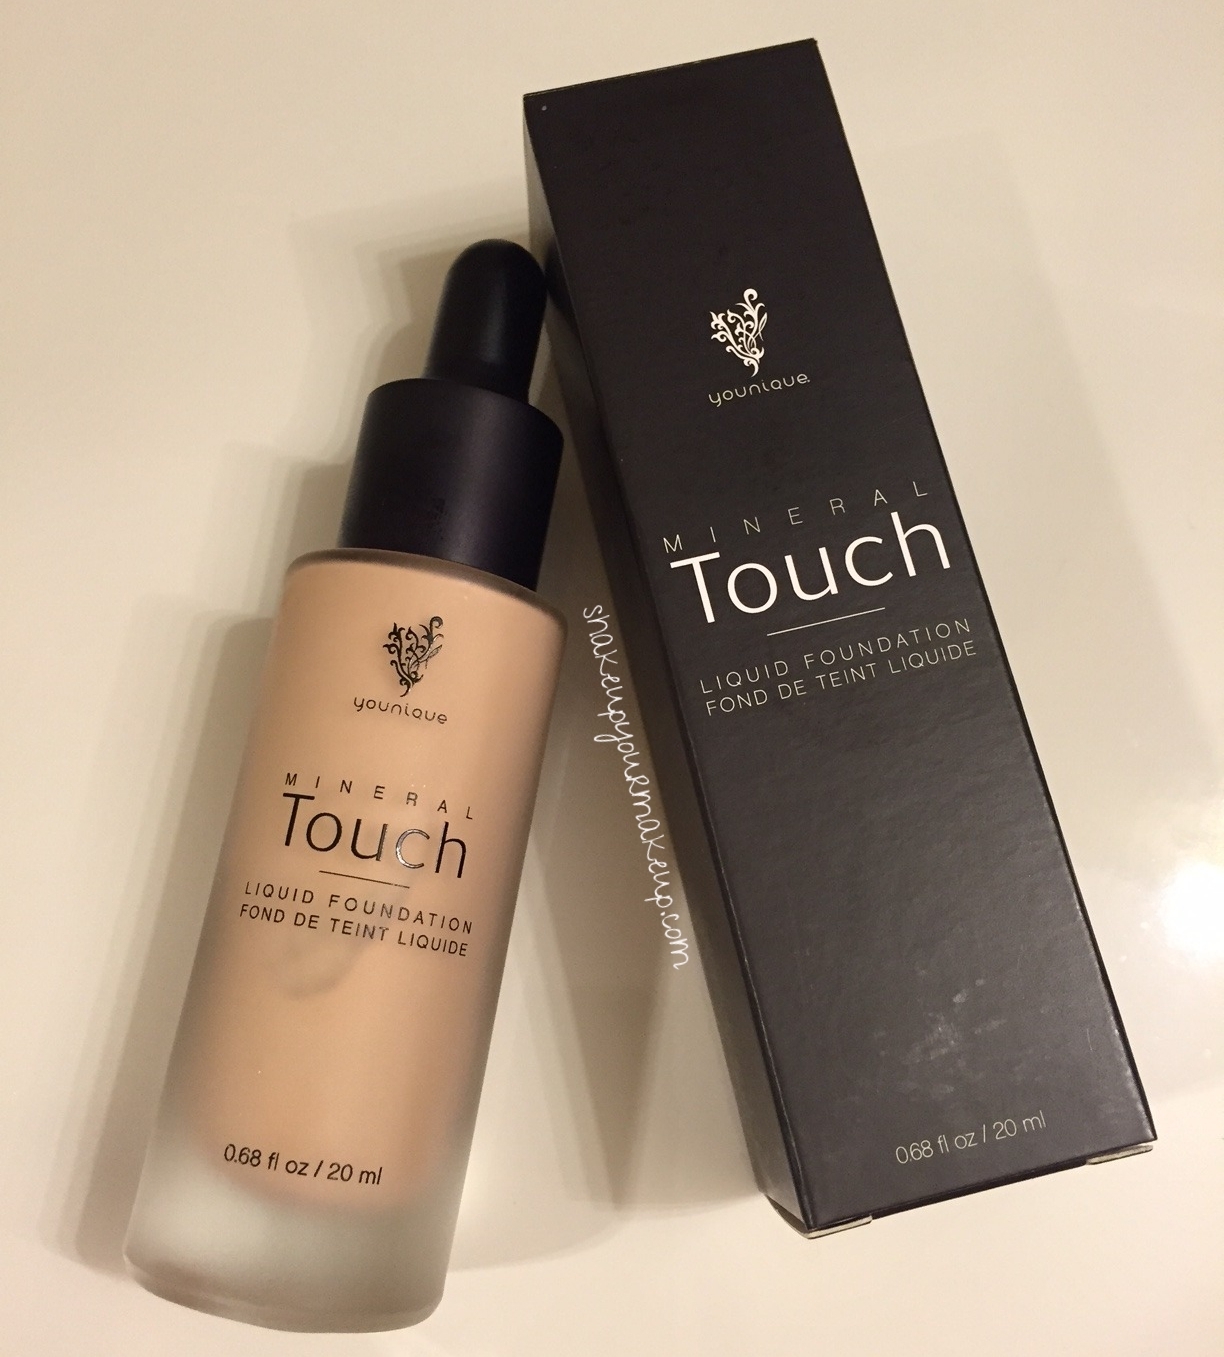 younique
MINERAL
Touch
LIQUID FOUNDATION
FOND DE TEINT LIQUIDE
0.68 fl oz / 20 ml
shakeupyourmakeup.com
younique
MINERAL
Touch
LIQUID FOUNDATION
FOND DE TEINT LIQUIDE
0.68 fl oz / 20 ml